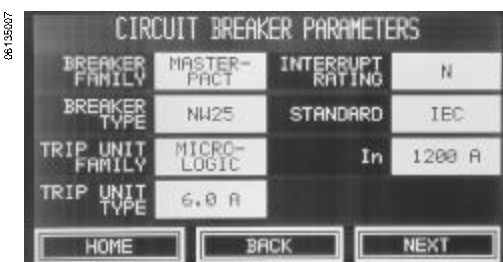 06135007
CIRCUIT BREAKER PARAMETERS
BREAKER FAMILY
MASTER-PACT
INTERRUPT RATING
N
BREAKER TYPE
NW25
STANDARD
IEC
TRIP UNIT FAMILY
MICRO-LOGIC
In
1200 A
TRIP UNIT TYPE
6.0 A
HOME
BACK
NEXT